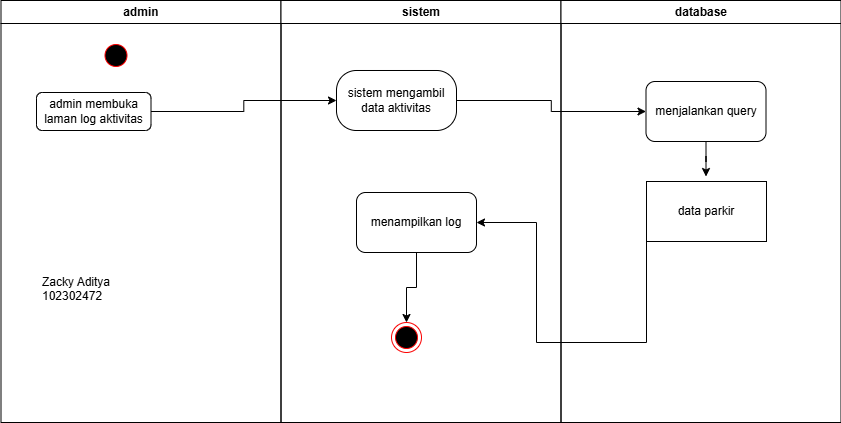 admin
sistem
database
admin membuka
laman log aktivitas
sistem mengambil
data aktivitas
menjalankan query
data parkir
menampilkan log
Zacky Aditya
102302472